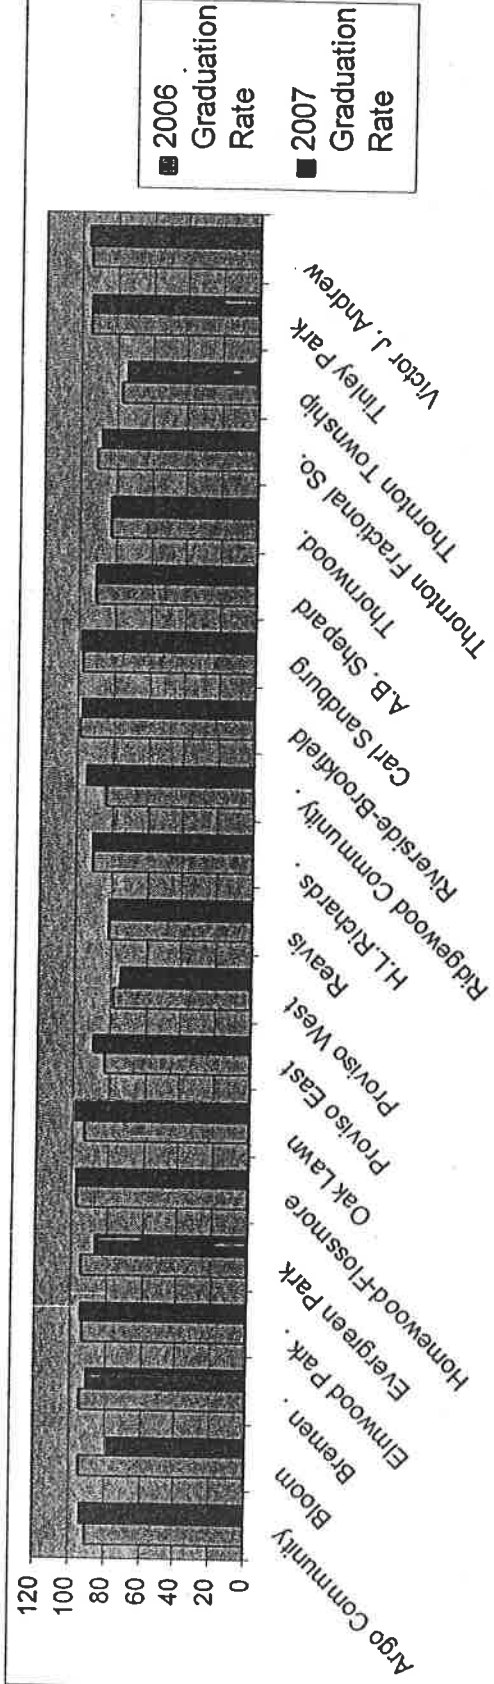 120
100
80
60
40
20
0
Argo Community
Bloom
Bremen .
Elmwood Park .
Evergreen Park
Homewood-Flossmore
Oak Lawn
Proviso East
Proviso West
Reavis
H.L.Richards .
Ridgewood Community .
Riverside-Brookfield
Carl Sandburg
A.B. Shepard
Thornwood.
Thornton Fractional So.
Thornton Township
Tinley Park
Victor J. Andrew
2006
Graduation
Rate
2007
Graduation
Rate